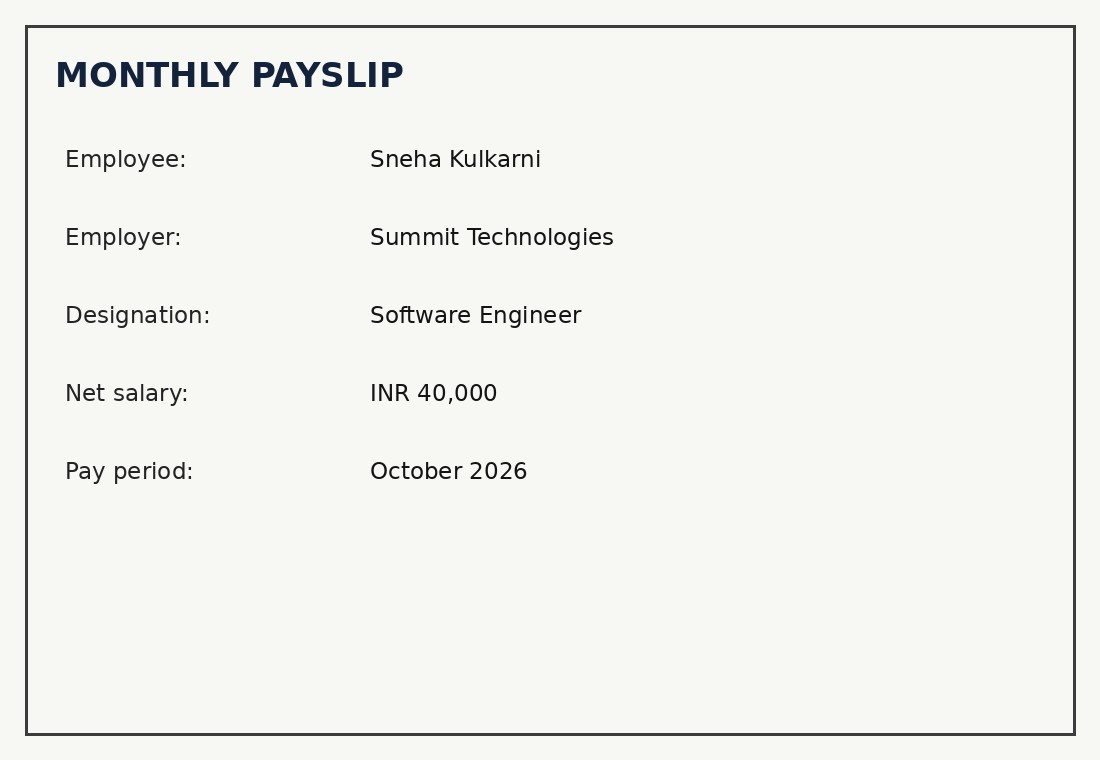 MONTHLY PAYSLIP
Employee: Sneha Kulkarni
Employer: Summit Technologies
Designation: Software Engineer
Net salary: INR 40,000
Pay period: October 2026